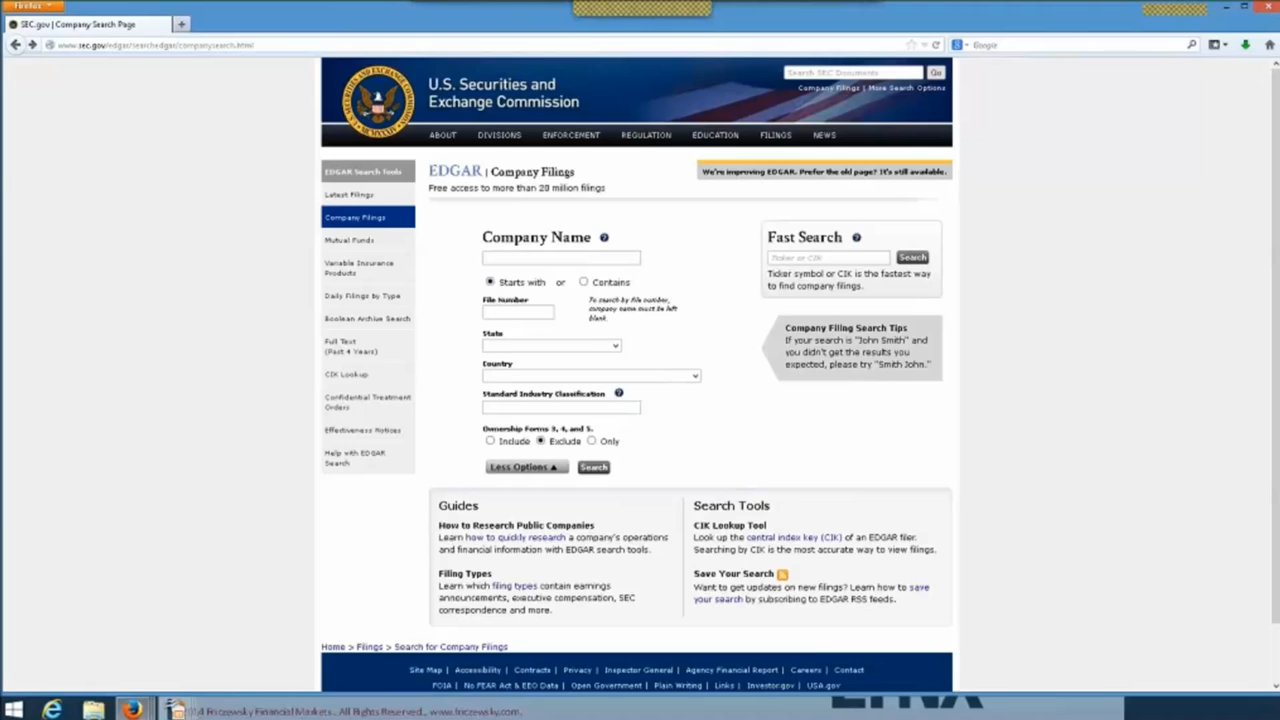 Firefox
SEC.gov | Company Search Page
www.sec.gov/edgar/searchedgar/companysearch.html
Google
U.S. Securities and
Exchange Commission
Search SEC Documents
Go
Company Filings | More Search Options
ABOUT DIVISIONS ENFORCEMENT REGULATION EDUCATION FILINGS NEWS
EDGAR Search Tools
Latest Filings
Company Filings
Mutual Funds
Variable Insurance
Products
Daily Filings by Type
Boolean Archive Search
Full Text
(Past 4 Years)
CIK Lookup
Confidential Treatment
Orders
Effectiveness Notices
Help with EDGAR
Search
EDGAR | Company Filings
Free access to more than 20 million filings
We're improving EDGAR. Prefer the old page? It's still available.
Company Name
Starts with or Contains
File Number
To search by file number,
company name must be left
blank.
State
Country
Standard Industry Classification
Ownership Forms 3, 4, and 5.
Include Exclude Only
Less Options ▲ Search
Fast Search
Ticker or CIK
Search
Ticker symbol or CIK is the fastest way
to find company filings.
Company Filing Search Tips
If your search is "John Smith" and
you didn't get the results you
expected, please try "Smith John."
Guides
How to Research Public Companies
Learn how to quickly research a company's operations
and financial information with EDGAR search tools.
Filing Types
Learn which filing types contain earnings
announcements, executive compensation, SEC
correspondence and more.
Search Tools
CIK Lookup Tool
Look up the central index key (CIK) of an EDGAR filer.
Searching by CIK is the most accurate way to view filings.
Save Your Search
Want to get updates on new filings? Learn how to save
your search by subscribing to EDGAR RSS feeds.
Home > Filings > Search for Company Filings
Site Map | Accessibility | Contracts | Privacy | Inspector General | Agency Financial Report | Careers | Contact
FOIA | No FEAR Act & EEO Data | Open Government | Plain Writing | Links | Investor.gov | USA.gov
Financial Markets., All Rights Reserved.,